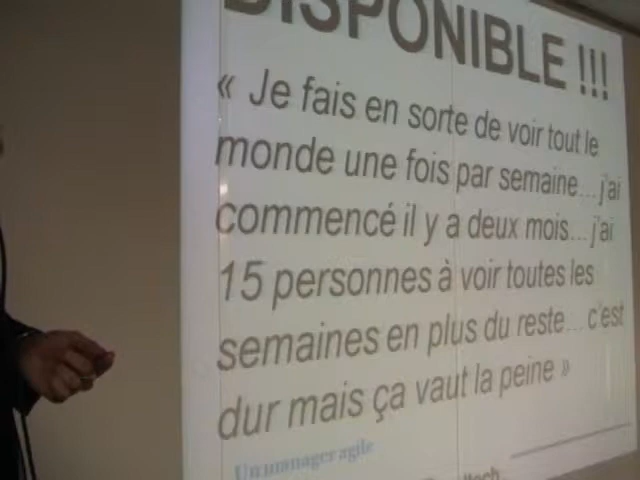 DISPONIBLE !!!
« Je fais en sorte de voir tout le
monde une fois par semaine... j'ai
commencé il y a deux mois... j'ai
15 personnes à voir toutes les
semaines en plus du reste... c'est
dur mais ça vaut la peine »
Un manager agile